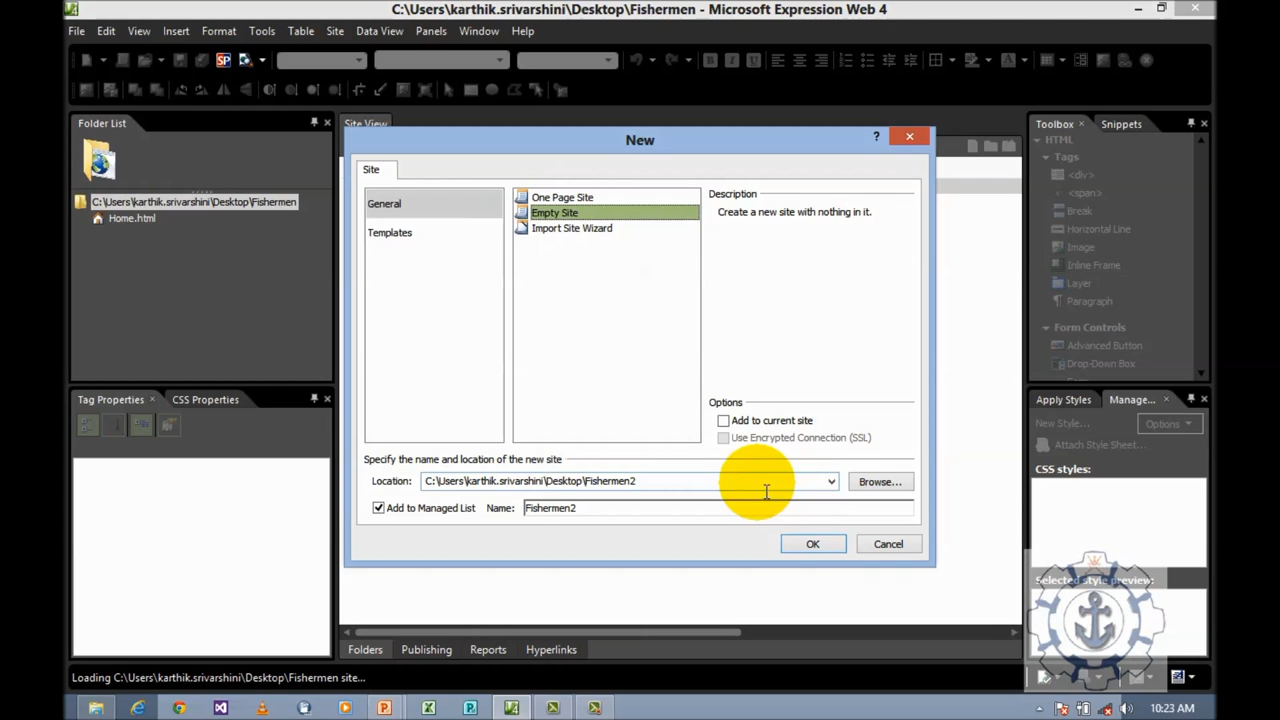 C:\Users\karthik.srivarshini\Desktop\Fishermen - Microsoft Expression Web 4
File Edit View Insert Format Tools Table Site Data View Panels Window Help
Folder List
C:\Users\karthik.srivarshini\Desktop\Fishermen
Home.html
Site View
New
?
Site
General
Templates
One Page Site
Empty Site
Import Site Wizard
Description
Create a new site with nothing in it.
Options
Add to current site
Use Encrypted Connection (SSL)
Specify the name and location of the new site
Location: C:\Users\karthik.srivarshini\Desktop\Fishermen2 Browse...
Add to Managed List Name: Fishermen2
OK Cancel
Toolbox Snippets
HTML
Tags
<div>
<span>
Break
Horizontal Line
Image
Inline Frame
Layer
Paragraph
Form Controls
Advanced Button
Drop-Down Box
Tag Properties CSS Properties
Apply Styles Manage...
New Style... Options
Attach Style Sheet...
CSS styles:
Selected style preview:
Folders Publishing Reports Hyperlinks
Loading C:\Users\karthik.srivarshini\Desktop\Fishermen site...
10:23 AM